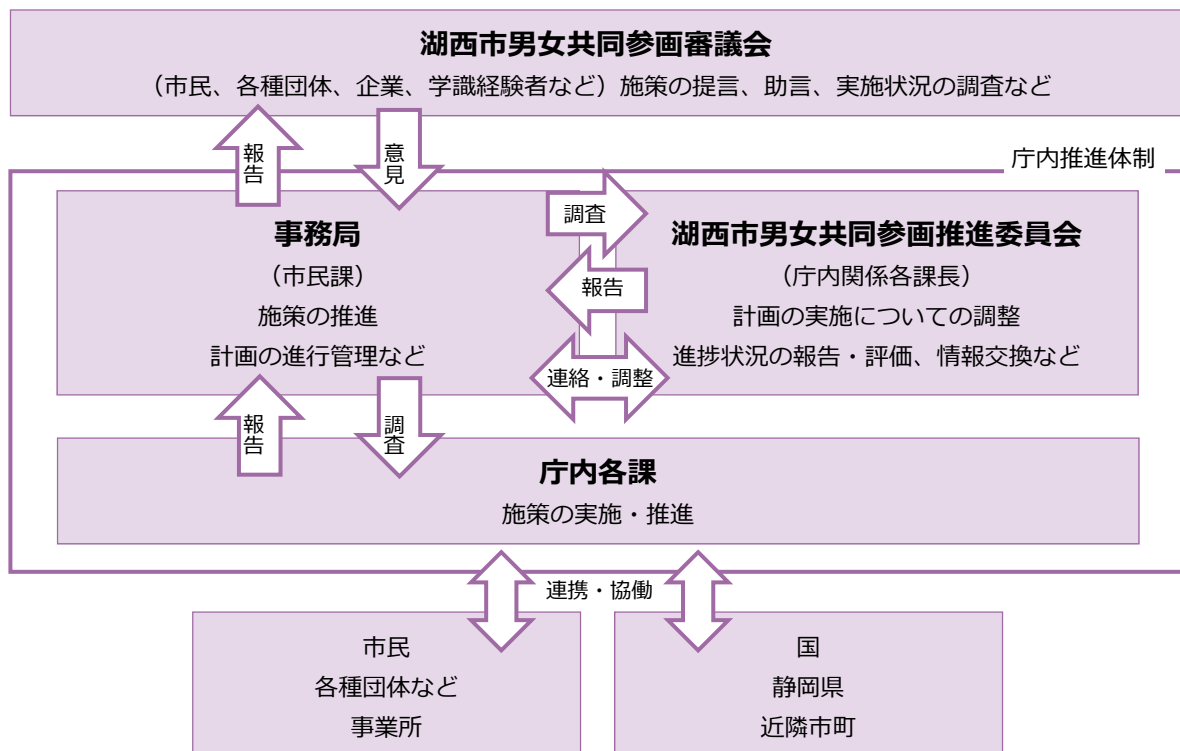 湖西市男女共同参画審議会
（市民、各種団体、企業、学識経験者など）施策の提言、助言、実施状況の調査など
報告
意見
庁内推進体制
事務局
（市民課）
施策の推進
計画の進行管理など
調査
報告
連絡・調整
湖西市男女共同参画推進委員会
（庁内関係各課長）
計画の実施についての調整
進捗状況の報告・評価、情報交換など
報告
調査
庁内各課
施策の実施・推進
連携・協働
市民
各種団体など
事業所
国
静岡県
近隣市町